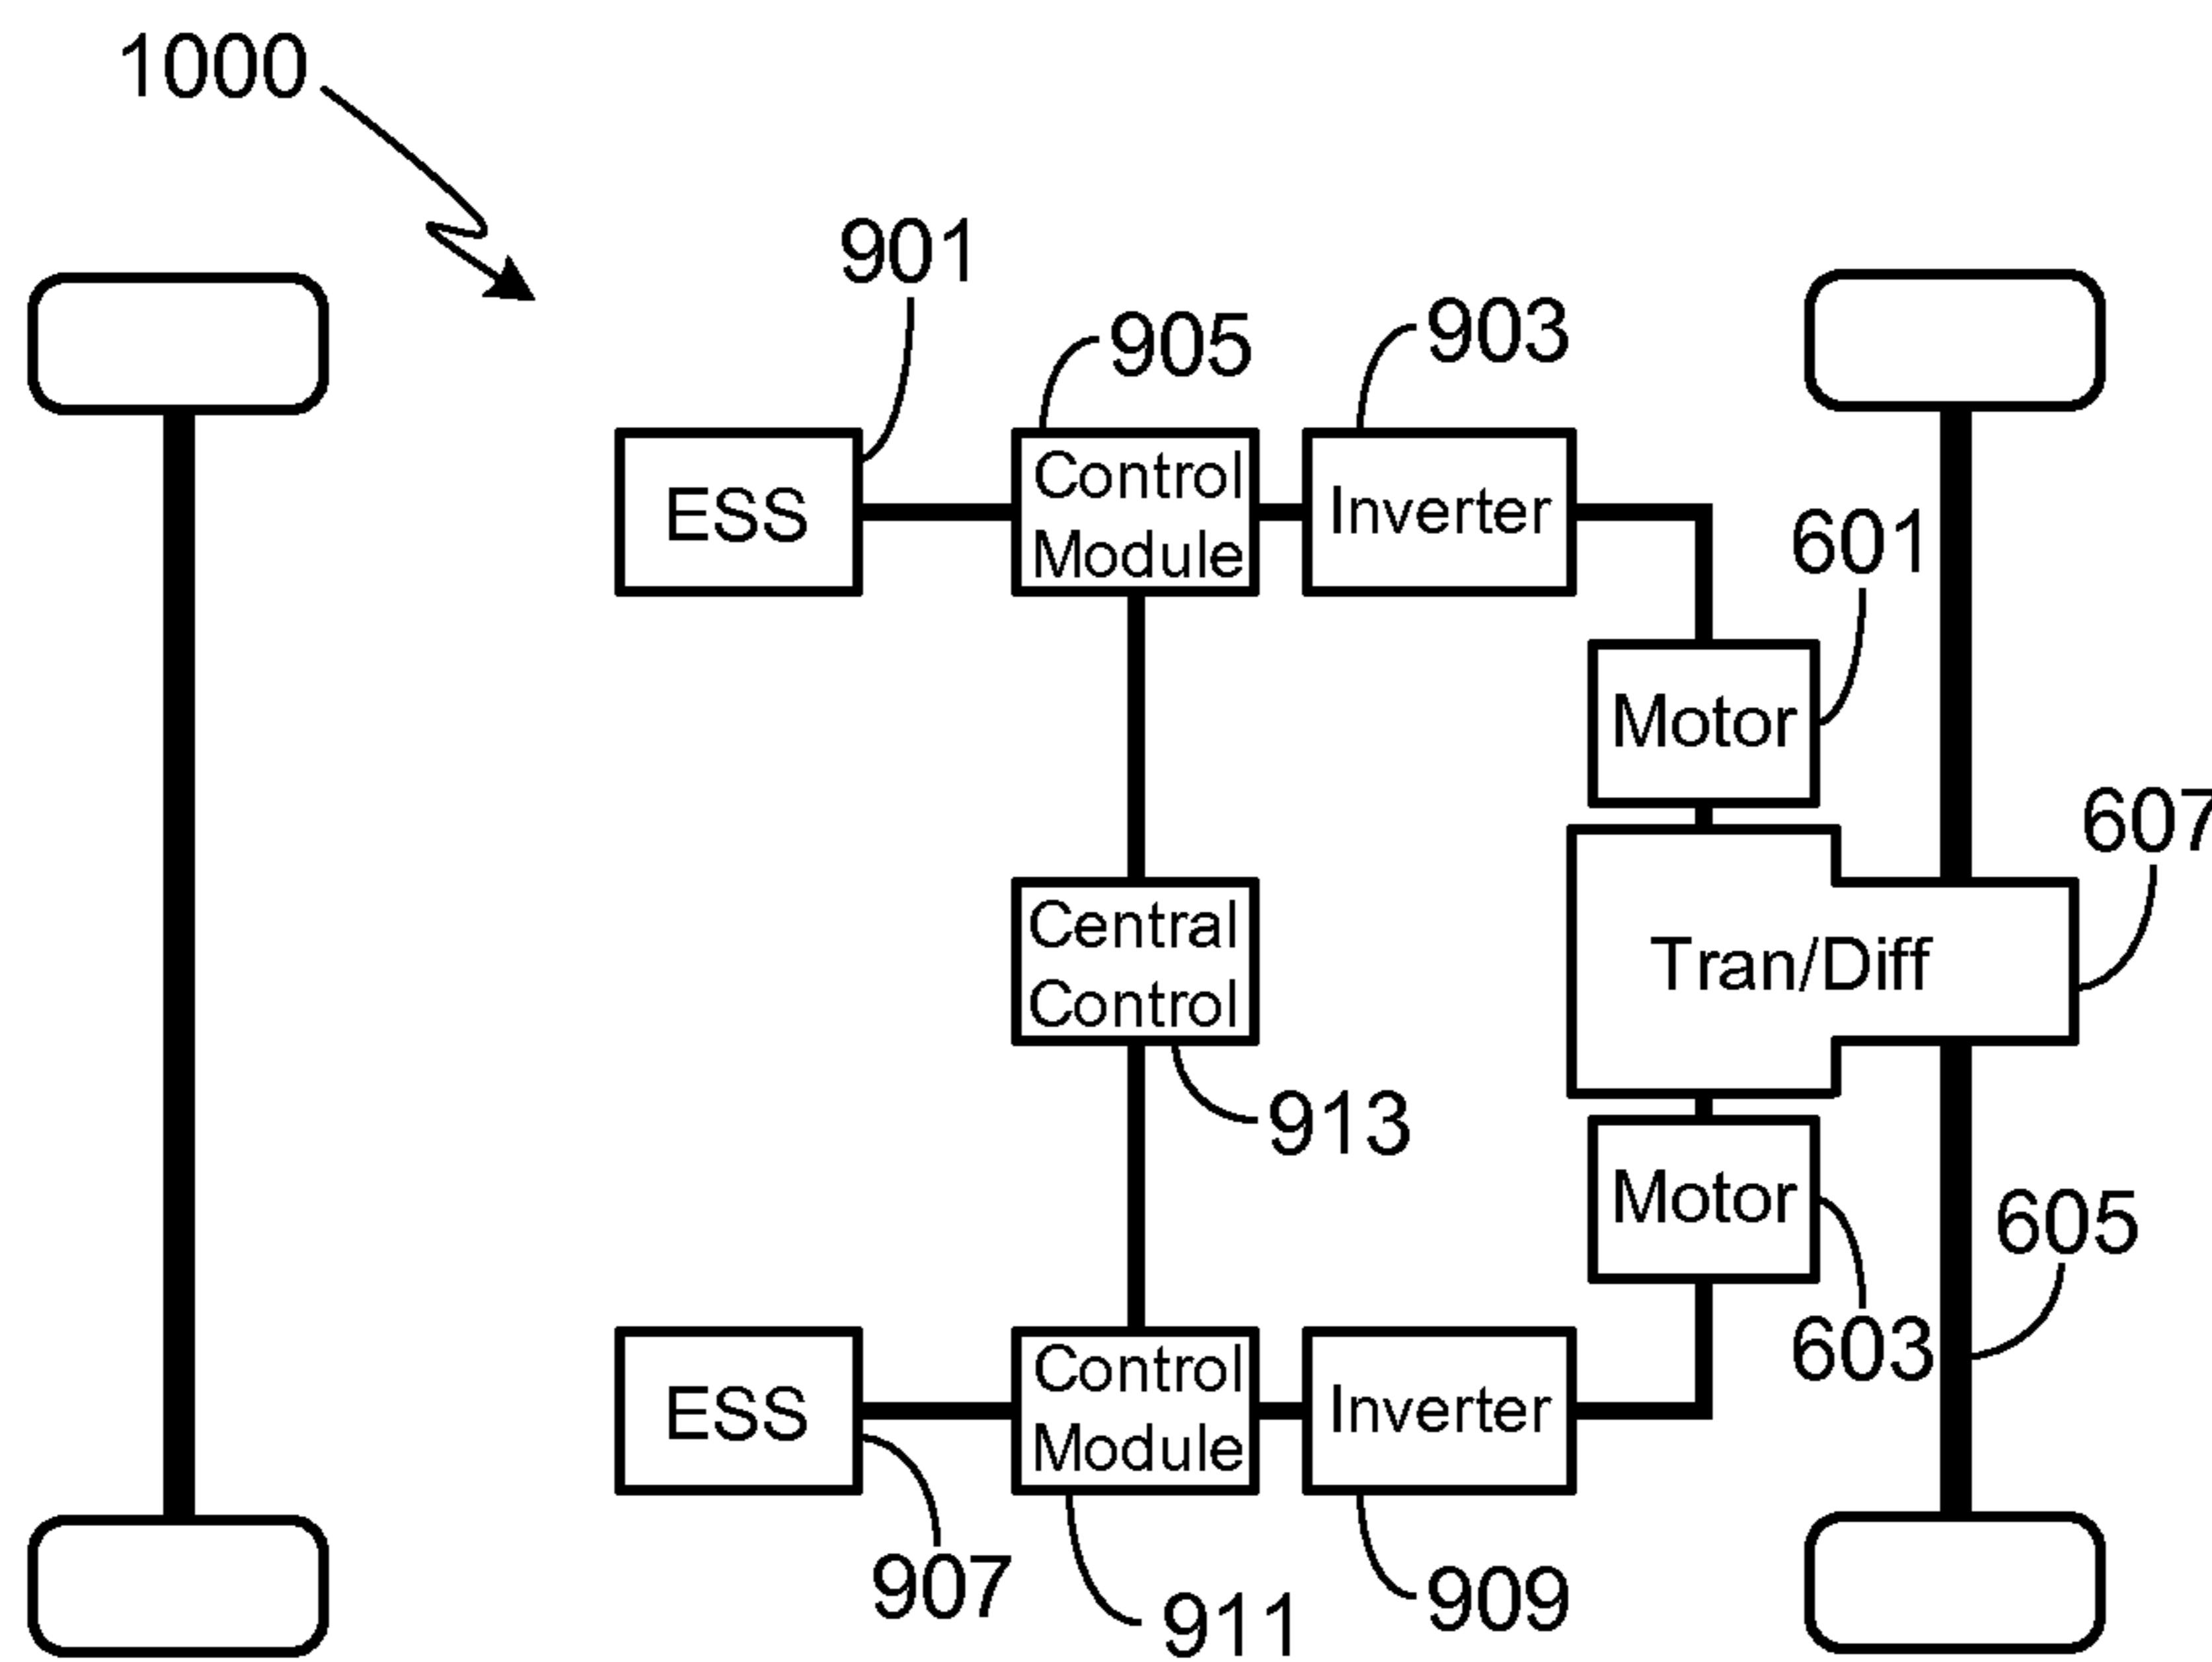 1000
901
905
903
ESS
Control
Module
Inverter
601
Motor
607
Central
Control
Tran/Diff
913
Motor
605
603
ESS
Control
Module
Inverter
907
911
909